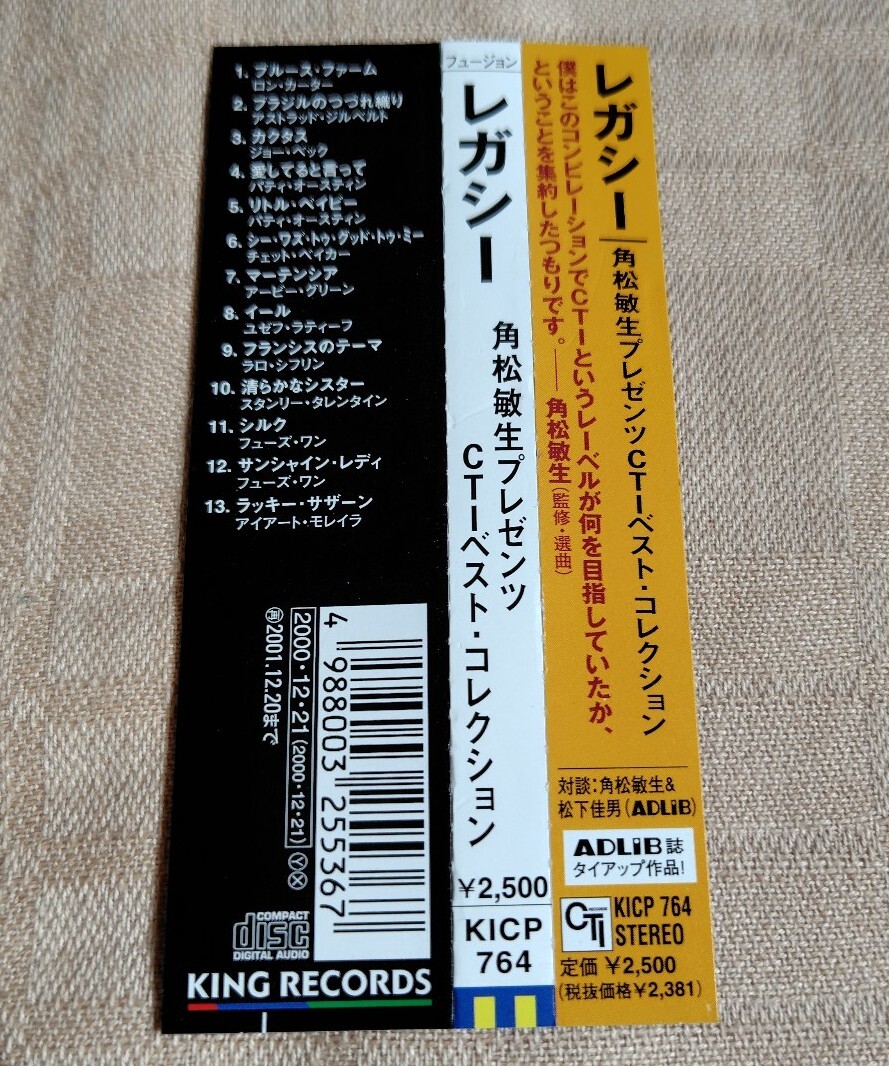 1. ブルース・ファーム
ロン・カーター
2. ブラジルのつづれ織り
アストラッド・ジルベルト
3. カクタス
ジョー・ベック
4. 愛してると言って
パティ・オースティン
5. リトル・ベイビー
パティ・オースティン
6. シー・ワズ・トゥ・グッド・トゥ・ミー
チェット・ベイカー
7. マーテンシア
アービー・グリーン
8. イール
ユゼフ・ラティーフ
9. フランシスのテーマ
ラロ・シフリン
10. 清らかなシスター
スタンリー・タレンタイン
11. シルク
フューズ・ワン
12. サンシャイン・レディ
フューズ・ワン
13. ラッキー・サザーン
アイアート・モレイラ
4 988003 255367
2000・12・21 (2000・12・21) Ⓨ Ⓧ
㊞2001.12.20まで
COMPACT
disc
DIGITAL AUDIO
KING RECORDS
フュージョン
レガシー
角松敏生プレゼンツ
CTIベスト・コレクション
¥2,500
KICP
764
レガシー
角松敏生プレゼンツCTIベスト・コレクション
僕はこのコンピレーションでCTIというレーベルが何を目指していたか、
ということを集約したつもりです。── 角松敏生(監修・選曲)
対談:角松敏生&
松下佳男(ADLiB)
ADLiB誌
タイアップ作品!
CTI
RECORDS
KICP 764
STEREO
定価 ¥2,500
(税抜価格¥2,381)